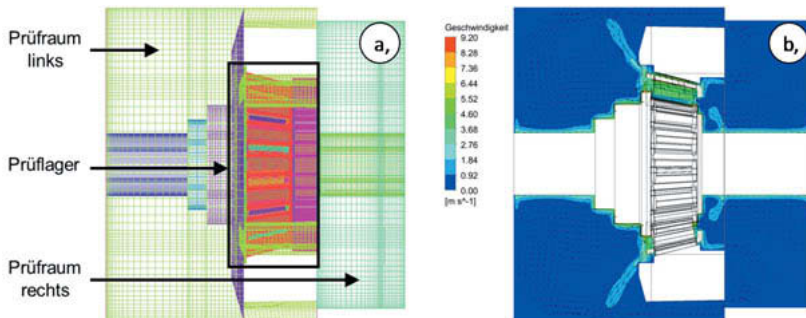 Prüfraum
links
Prüflager
Prüfraum
rechts
a,
Geschwindigkeit
9.20
8.28
7.36
6.44
5.52
4.60
3.68
2.76
1.84
0.92
0.00
[m s^-1]
b,